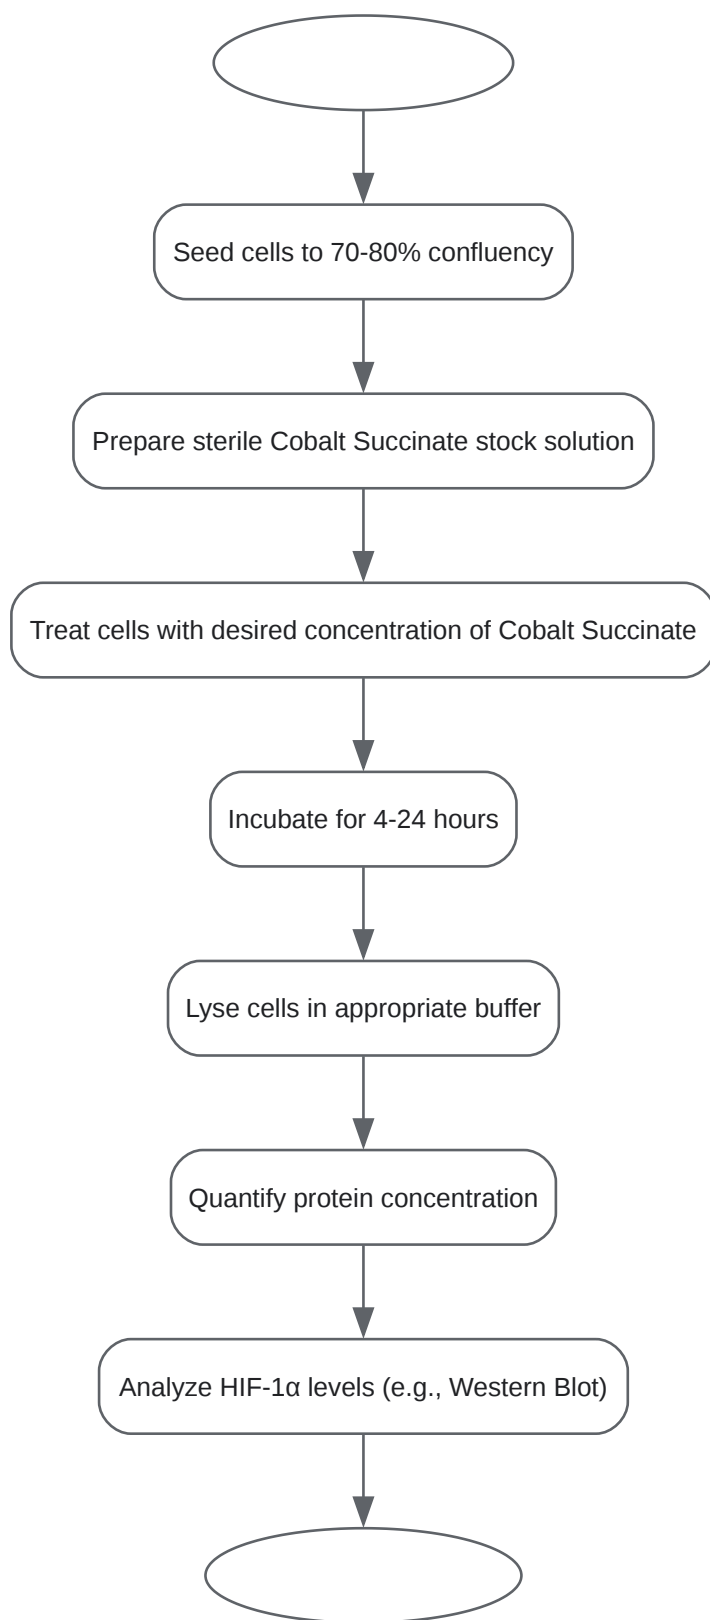 Seed cells to 70-80% confluency
Prepare sterile Cobalt Succinate stock solution
Treat cells with desired concentration of Cobalt Succinate
Incubate for 4-24 hours
Lyse cells in appropriate buffer
Quantify protein concentration
Analyze HIF-1α levels (e.g., Western Blot)